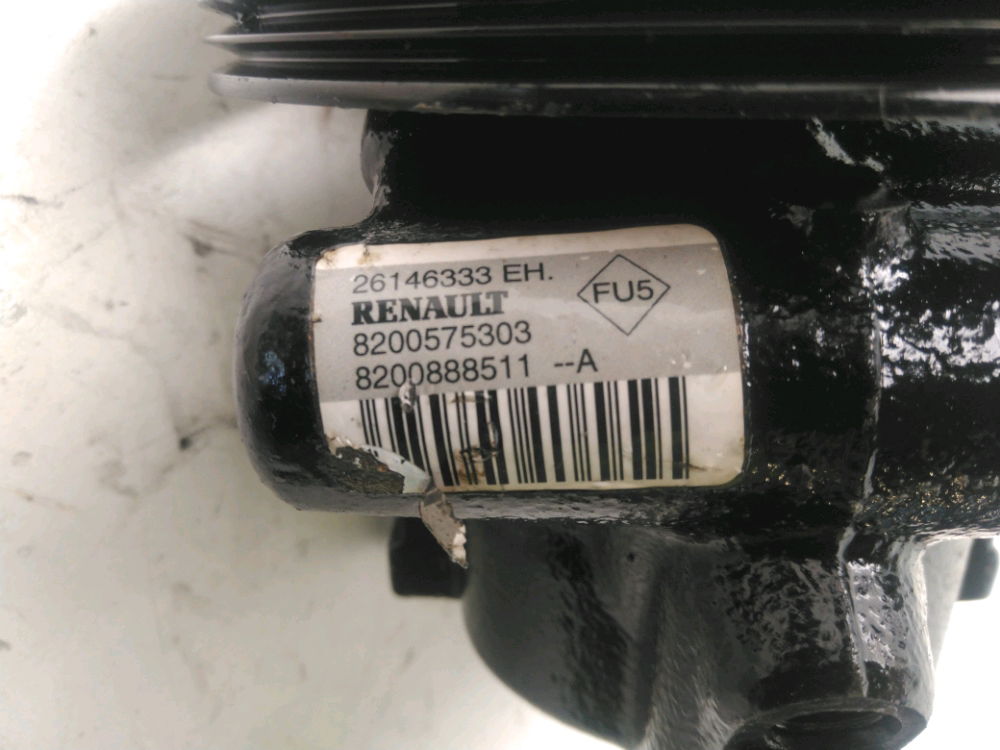 26146333 EH.
RENAULT
FU5
8200575303
8200888511 --A